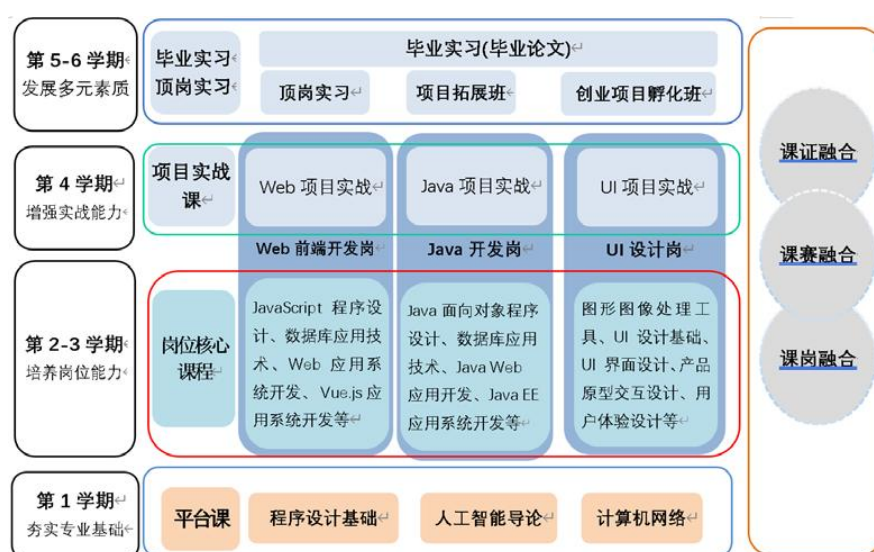 第 5-6 学期
发展多元素质
毕业实习
顶岗实习
毕业实习(毕业论文)
顶岗实习
项目拓展班
创业项目孵化班
第 4 学期
增强实战能力
项目实战
课
Web 项目实战
Java 项目实战
UI 项目实战
Web 前端开发岗
Java 开发岗
UI 设计岗
第 2-3 学期
培养岗位能力
岗位核心
课程
JavaScript 程序设
计、数据库应用技
术、Web 应用系
统开发、Vue.js 应
用系统开发等
Java 面向对象程序
设计、数据库应用
技术、Java Web
应用开发、Java EE
应用系统开发等
图形图像处理工
具、UI 设计基础、
UI 界面设计、产品
原型交互设计、用
户体验设计等
第 1 学期
夯实专业基础
平台课
程序设计基础
人工智能导论
计算机网络
课证融合
课赛融合
课岗融合